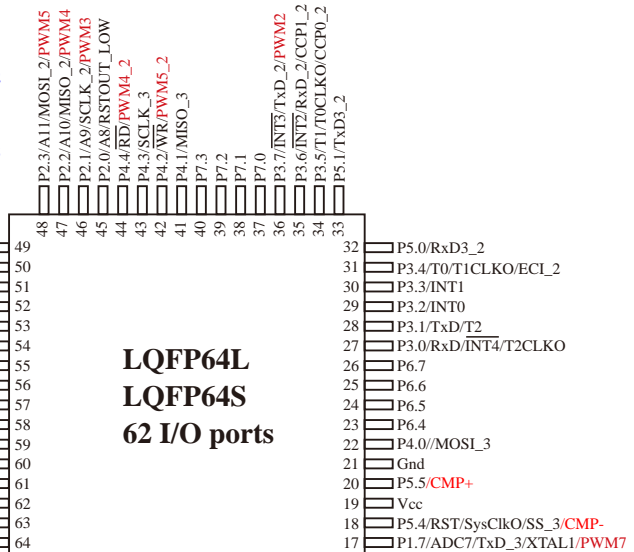 P2.3/A11/MOSI_2/PWM5
P2.2/A10/MISO_2/PWM4
P2.1/A9/SCLK_2/PWM3
P2.0/A8/RSTOUT_LOW
P4.4/RD/PWM4_2
P4.3/SCLK_3
P4.2/WR/PWM5_2
P4.1/MISO_3
P7.3
P7.2
P7.1
P7.0
P3.7/INT3/TxD_2/PWM2
P3.6/INT2/RxD_2/CCP1_2
P3.5/T1/T0CLKO/CCP0_2
P5.1/TxD3_2
48
47
46
45
44
43
42
41
40
39
38
37
36
35
34
33
49
50
51
52
53
54
55
56
57
58
59
60
61
62
63
64
LQFP64L
LQFP64S
62 I/O ports
32 P5.0/RxD3_2
31 P3.4/T0/T1CLKO/ECI_2
30 P3.3/INT1
29 P3.2/INT0
28 P3.1/TxD/T2
27 P3.0/RxD/INT4/T2CLKO
26 P6.7
25 P6.6
24 P6.5
23 P6.4
22 P4.0//MOSI_3
21 Gnd
20 P5.5/CMP+
19 Vcc
18 P5.4/RST/SysClkO/SS_3/CMP-
17 P1.7/ADC7/TxD_3/XTAL1/PWM7